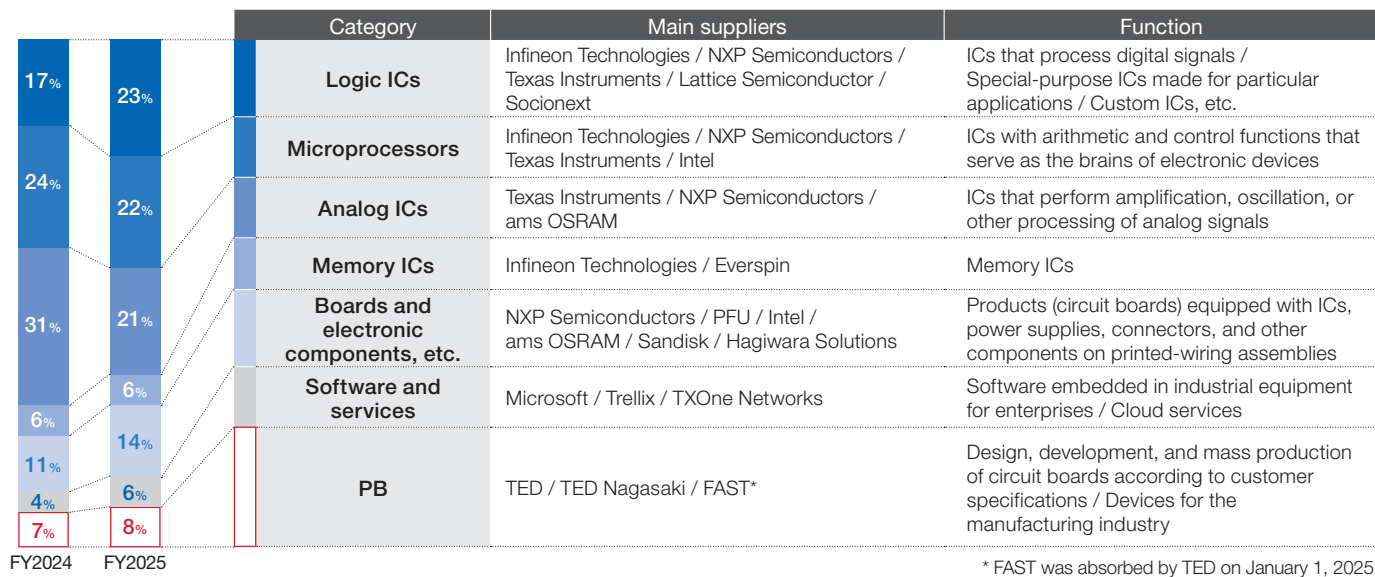 Category Main suppliers Function
17%
24%
31%
6%
11%
4%
7%
FY2024
23%
22%
21%
6%
14%
6%
8%
FY2025
Logic ICs
Infineon Technologies / NXP Semiconductors /
Texas Instruments / Lattice Semiconductor /
Socionext
ICs that process digital signals /
Special-purpose ICs made for particular
applications / Custom ICs, etc.
Microprocessors
Infineon Technologies / NXP Semiconductors /
Texas Instruments / Intel
ICs with arithmetic and control functions that
serve as the brains of electronic devices
Analog ICs
Texas Instruments / NXP Semiconductors /
ams OSRAM
ICs that perform amplification, oscillation, or
other processing of analog signals
Memory ICs
Infineon Technologies / Everspin
Memory ICs
Boards and
electronic
components, etc.
NXP Semiconductors / PFU / Intel /
ams OSRAM / Sandisk / Hagiwara Solutions
Products (circuit boards) equipped with ICs,
power supplies, connectors, and other
components on printed-wiring assemblies
Software and
services
Microsoft / Trellix / TXOne Networks
Software embedded in industrial equipment
for enterprises / Cloud services
PB
TED / TED Nagasaki / FAST*
Design, development, and mass production
of circuit boards according to customer
specifications / Devices for the
manufacturing industry
* FAST was absorbed by TED on January 1, 2025